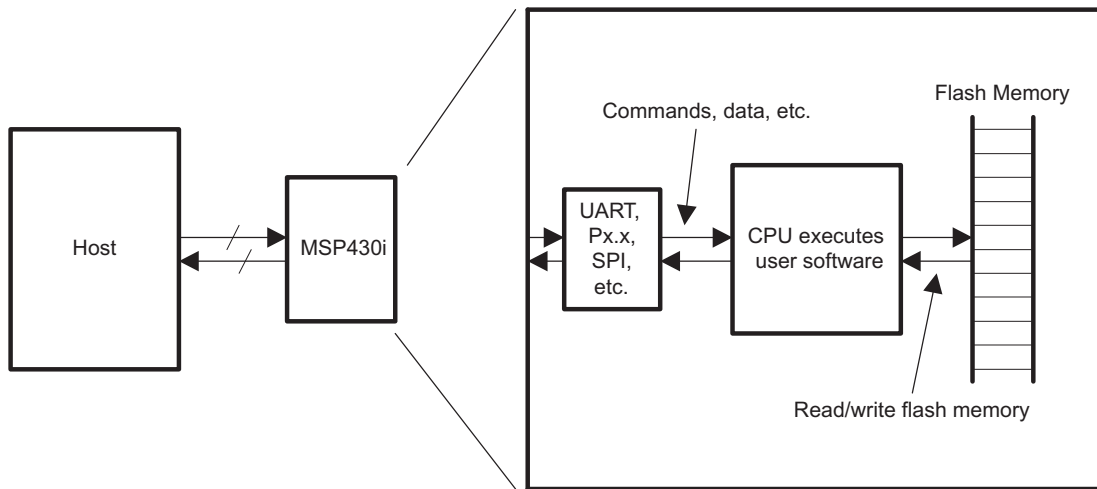 Host
MSP430i
Commands, data, etc.
Flash Memory
UART,
Px.x,
SPI,
etc.
CPU executes
user software
Read/write flash memory